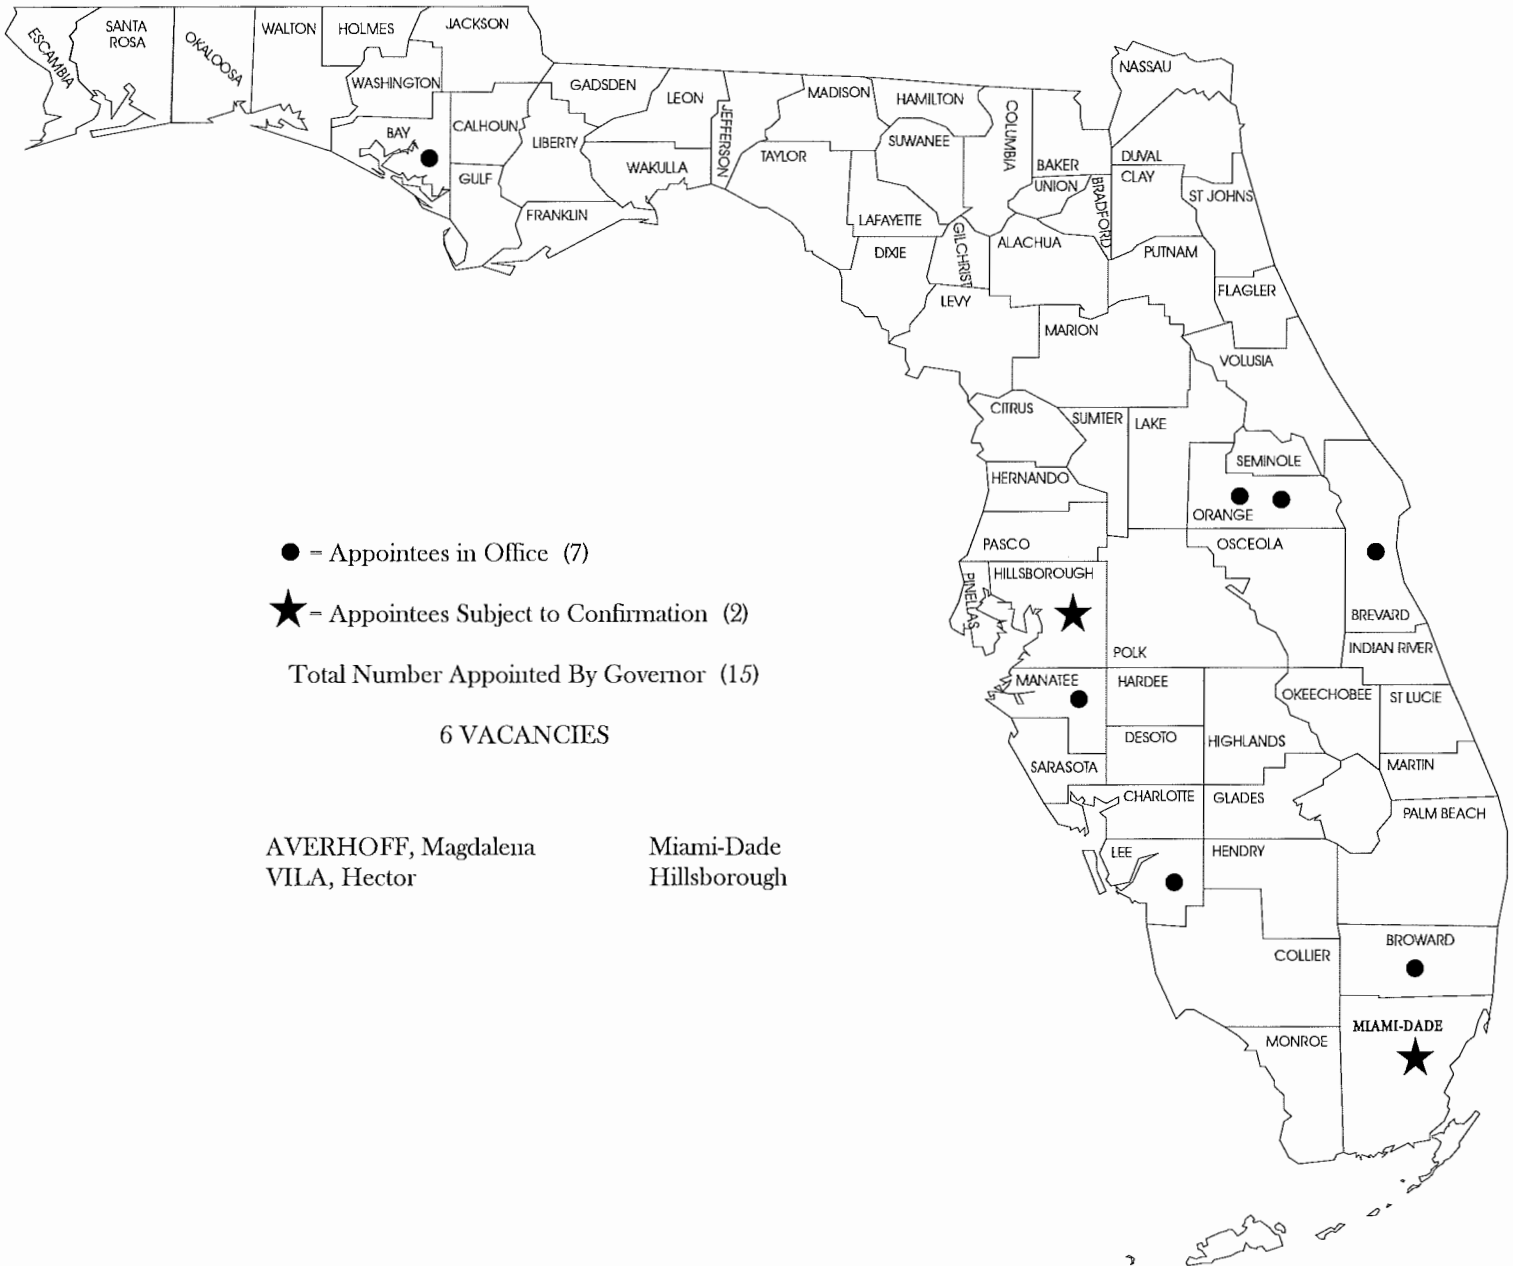 ESCAMBIA
SANTA
ROSA
OKALOOSA
WALTON
HOLMES
JACKSON
WASHINGTON
BAY
CALHOUN
GULF
GADSDEN
LIBERTY
FRANKLIN
LEON
WAKULLA
JEFFERSON
MADISON
TAYLOR
HAMILTON
SUWANEE
LAFAYETTE
DIXIE
COLUMBIA
GILCHRIST
LEVY
BAKER
UNION
BRADFORD
ALACHUA
NASSAU
DUVAL
CLAY
ST JOHNS
PUTNAM
FLAGLER
MARION
VOLUSIA
CITRUS
SUMTER
LAKE
SEMINOLE
HERNANDO
ORANGE
PASCO
OSCEOLA
PINELLAS
HILLSBOROUGH
BREVARD
POLK
INDIAN RIVER
MANATEE
HARDEE
OKEECHOBEE
ST LUCIE
DESOTO
HIGHLANDS
SARASOTA
MARTIN
CHARLOTTE
GLADES
PALM BEACH
LEE
HENDRY
COLLIER
BROWARD
MIAMI-DADE
MONROE
= Appointees in Office (7)
= Appointees Subject to Confirmation (2)
Total Number Appointed By Governor (15)
6 VACANCIES
AVERHOFF, Magdalena Miami-Dade
VILA, Hector Hillsborough